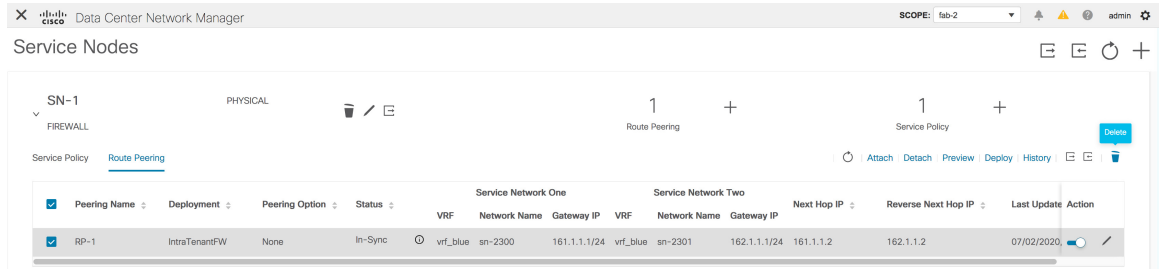 cisco Data Center Network Manager SCOPE: fab-2 admin
Service Nodes
SN-1 PHYSICAL 1 1
FIREWALL Route Peering Service Policy
Delete
Service Policy Route Peering Attach Detach Preview Deploy History
Service Network One Service Network Two
Peering Name Deployment Peering Option Status Next Hop IP Reverse Next Hop IP Last Update Action
VRF Network Name Gateway IP VRF Network Name Gateway IP
RP-1 IntraTenantFW None In-Sync vrf_blue sn-2300 161.1.1.1/24 vrf_blue sn-2301 162.1.1.1/24 161.1.1.2 162.1.1.2 07/02/2020,